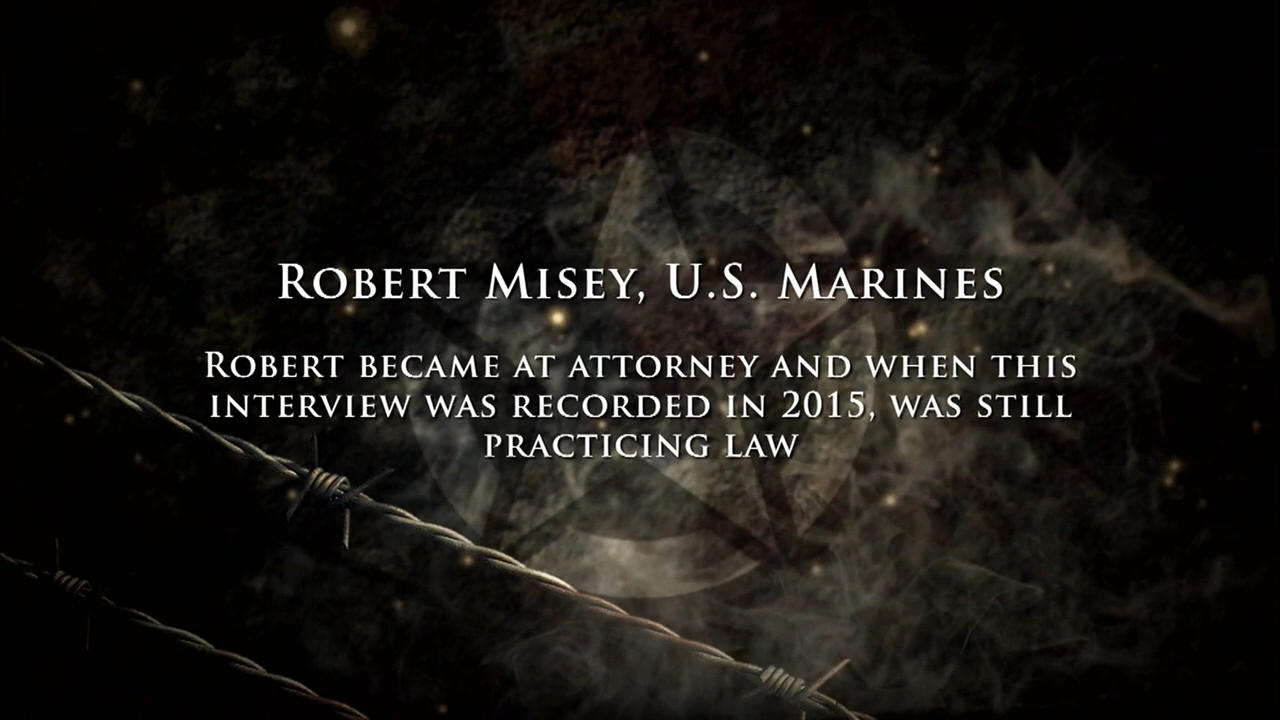 Robert Misey, U.S. Marines
Robert became at attorney and when this
interview was recorded in 2015, was still
practicing law